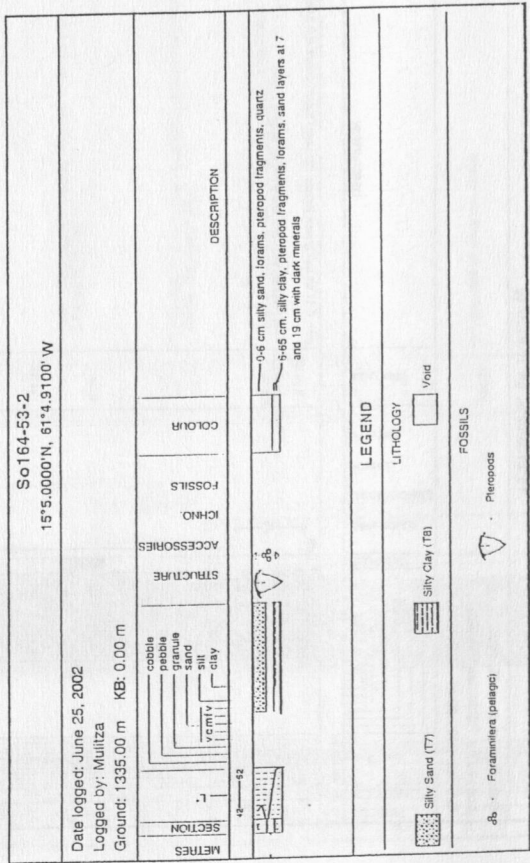 So164-53-2
15°5.0000'N, 61°4.9100' W
Date logged: June 25, 2002
Logged by: Mulitza
Ground: 1335.00 m KB: 0.00 m
METRES
SECTION
L*
cobble
pebble
granule
sand
silt
clay
vcmfv
STRUCTURE
ACCESSORIES
ICHNO
FOSSILS
COLOUR
DESCRIPTION
42 92
0-6 cm silty sand, forams, pteropod fragments, quartz
6-65 cm, silty clay, pteropod fragments, forams, sand layers at 7
and 19 cm with dark minerals
LEGEND
LITHOLOGY
Silty Sand (T7)
Silty Clay (T8)
Void
FOSSILS
Foraminifera (pelagic)
Pteropods